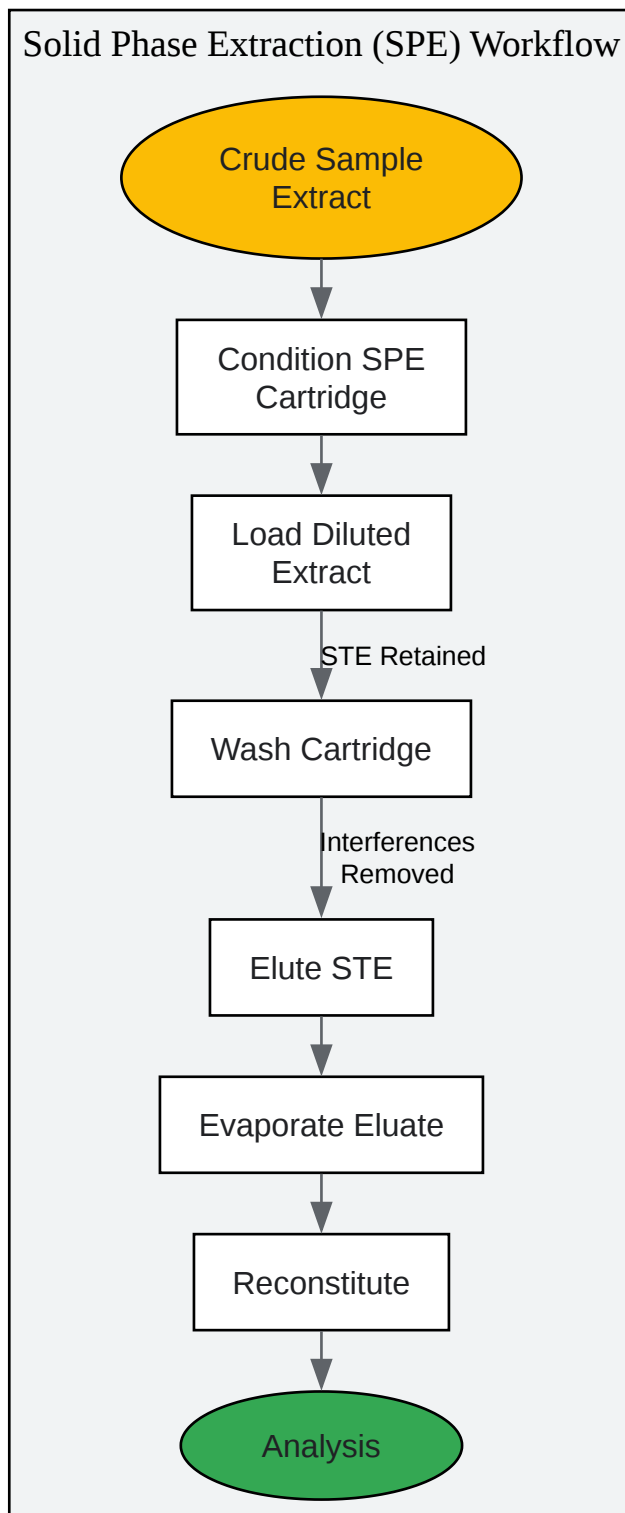 Solid Phase Extraction (SPE) Workflow
Crude Sample
Extract
Condition SPE
Cartridge
Load Diluted
Extract
STE Retained
Wash Cartridge
Interferences
Removed
Elute STE
Evaporate Eluate
Reconstitute
Analysis